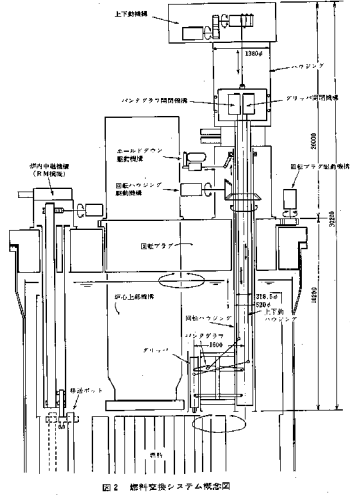 上下動機構
1380φ
ハウジング
パンタグラフ開閉機構
グリッパ開閉機構
ホールドダウン
駆動機構
炉内中継機構
回転ハウジング
駆動機構
回転プラグ駆動機構
20000
30200
回転プラグ
炉心上部機構
318.5φ
520φ
回転ハウジング
上下動
ハウジング
パンタグラフ
1600
グリッパ
移送ポット
燃料
図2 燃料交換システム概念図